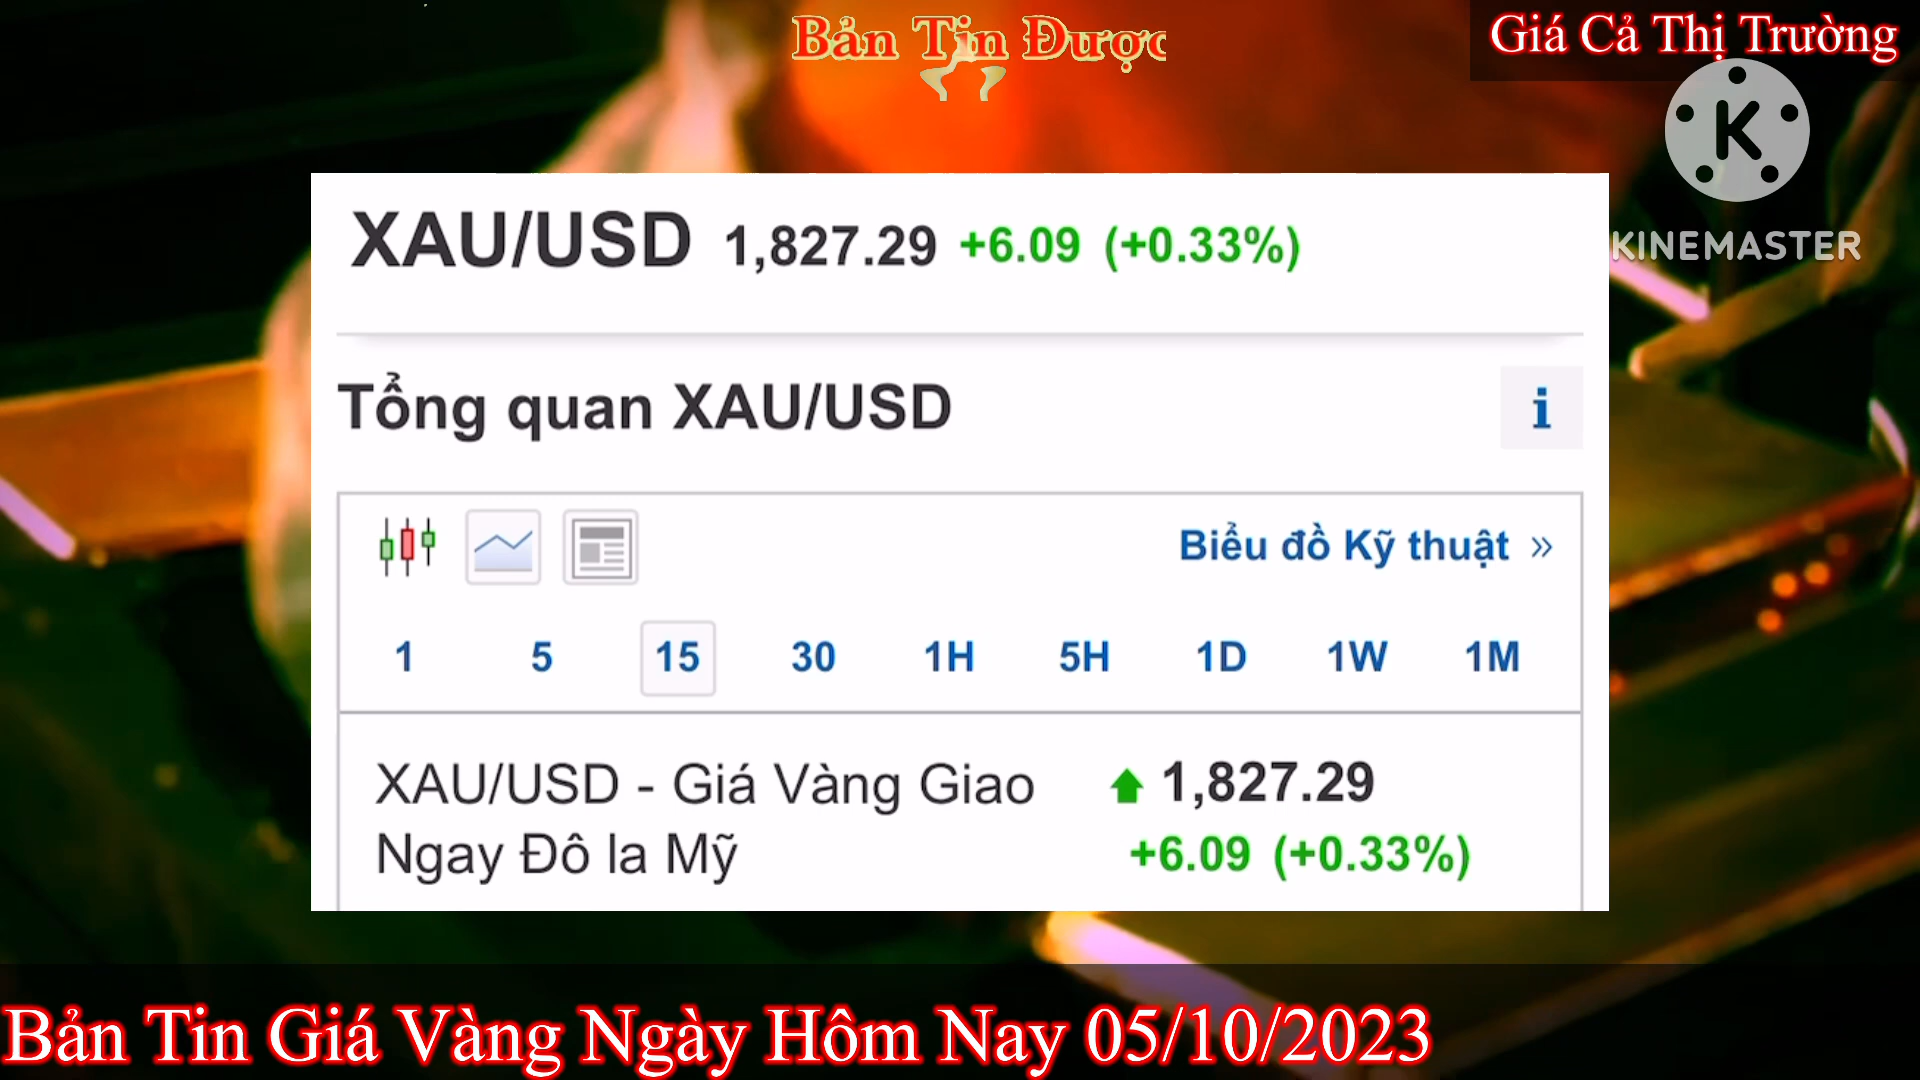 Bản Tin Được
Giá Cả Thị Trường
K
KINEMASTER
XAU/USD 1,827.29 +6.09 (+0.33%)
Tổng quan XAU/USD
i
Biểu đồ Kỹ thuật »
1 5 15 30 1H 5H 1D 1W 1M
XAU/USD - Giá Vàng Giao
Ngay Đô la Mỹ
1,827.29
+6.09 (+0.33%)
Bản Tin Giá Vàng Ngày Hôm Nay 05/10/2023